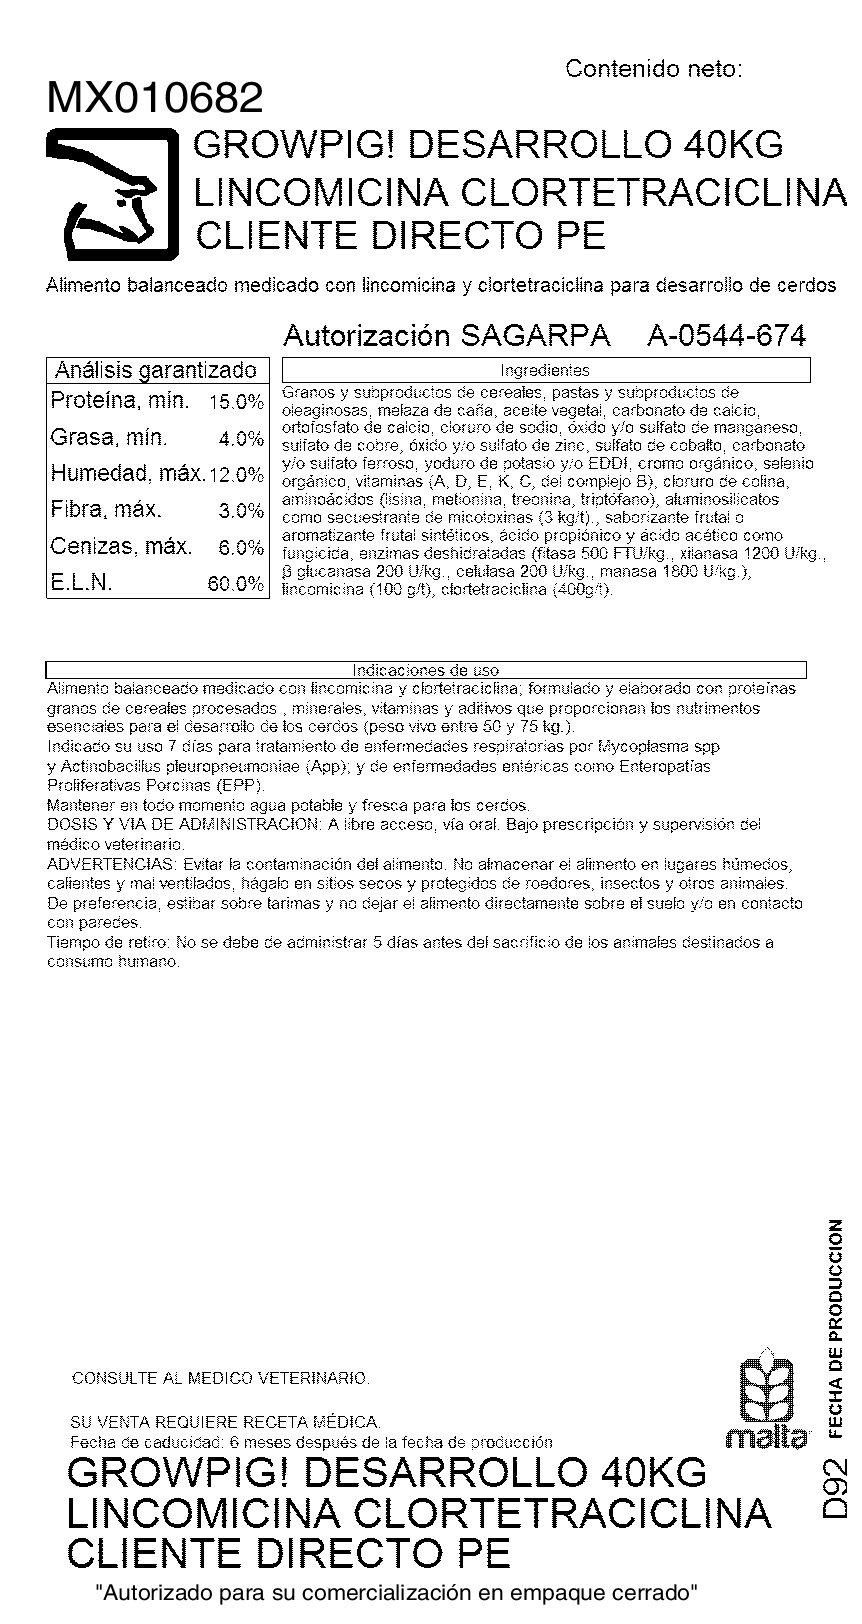 Contenido neto:
MX010682
GROWPIG! DESARROLLO 40KG
LINCOMICINA CLORTETRACICLINA
CLIENTE DIRECTO PE
Alimento balanceado medicado con lincomicina y clortetraciclina para desarrollo de cerdos
Autorización SAGARPA A-0544-674
Análisis garantizado
Proteína, mín. 15.0%
Grasa, mín. 4.0%
Humedad, máx. 12.0%
Fibra, máx. 3.0%
Cenizas, máx. 6.0%
E.L.N. 60.0%
Ingredientes
Granos y subproductos de cereales, pastas y subproductos de
oleaginosas, melaza de caña, aceite vegetal, carbonato de calcio,
ortofosfato de calcio, cloruro de sodio, óxido y/o sulfato de manganeso,
sulfato de cobre, óxido y/o sulfato de zinc, sulfato de cobalto, carbonato
y/o sulfato ferroso, yoduro de potasio y/o EDDI, cromo orgánico, selenio
orgánico, vitaminas (A, D, E, K, C, del complejo B), cloruro de colina,
aminoácidos (lisina, metionina, treonina, triptófano), aluminosilicatos
como secuestrante de micotoxinas (3 kg/t)., saborizante frutal o
aromatizante frutal sintéticos, ácido propiónico y ácido acético como
fungicida, enzimas deshidratadas (fitasa 500 FTU/kg., xilanasa 1200 U/kg.,
β glucanasa 200 U/kg., celulasa 200 U/kg., manasa 1800 U/kg.),
lincomicina (100 g/t), clortetraciclina (400g/t).
Indicaciones de uso
Alimento balanceado medicado con lincomicina y clortetraciclina; formulado y elaborado con proteínas
granos de cereales procesados , minerales, vitaminas y aditivos que proporcionan los nutrimentos
esenciales para el desarrollo de los cerdos (peso vivo entre 50 y 75 kg.).
Indicado su uso 7 días para tratamiento de enfermedades respiratorias por Mycoplasma spp
y Actinobacillus pleuropneumoniae (App); y de enfermedades entéricas como Enteropatías
Proliferativas Porcinas (EPP).
Mantener en todo momento agua potable y fresca para los cerdos.
DOSIS Y VIA DE ADMINISTRACION: A libre acceso, vía oral. Bajo prescripción y supervisión del
médico veterinario.
ADVERTENCIAS: Evitar la contaminación del alimento. No almacenar el alimento en lugares húmedos,
calientes y mal ventilados, hágalo en sitios secos y protegidos de roedores, insectos y otros animales.
De preferencia, estibar sobre tarimas y no dejar el alimento directamente sobre el suelo y/o en contacto
con paredes.
Tiempo de retiro: No se debe de administrar 5 días antes del sacrificio de los animales destinados a
consumo humano.
FECHA DE PRODUCCION
D92
CONSULTE AL MEDICO VETERINARIO.
SU VENTA REQUIERE RECETA MÉDICA.
Fecha de caducidad: 6 meses después de la fecha de producción
malta
GROWPIG! DESARROLLO 40KG
LINCOMICINA CLORTETRACICLINA
CLIENTE DIRECTO PE
"Autorizado para su comercialización en empaque cerrado"